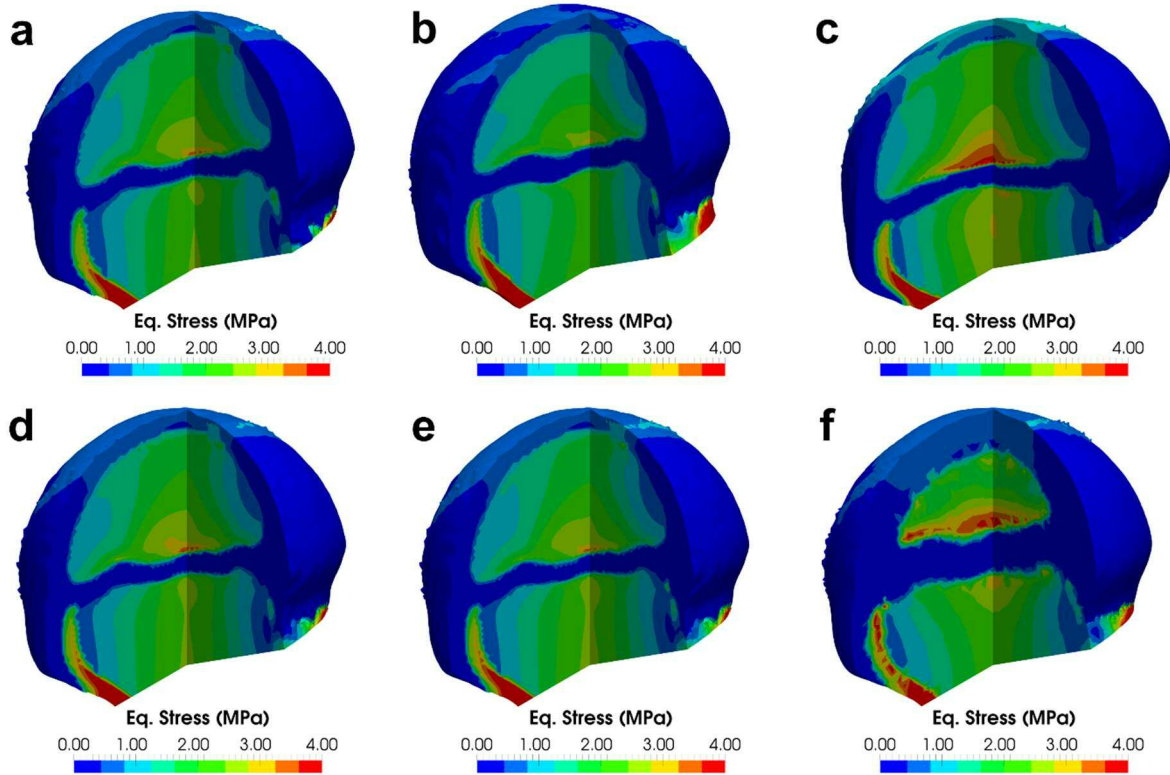 a b c
Eq. Stress (MPa) Eq. Stress (MPa) Eq. Stress (MPa)
0.00 1.00 2.00 3.00 4.00 0.00 1.00 2.00 3.00 4.00 0.00 1.00 2.00 3.00 4.00
d e f
Eq. Stress (MPa) Eq. Stress (MPa) Eq. Stress (MPa)
0.00 1.00 2.00 3.00 4.00 0.00 1.00 2.00 3.00 4.00 0.00 1.00 2.00 3.00 4.00